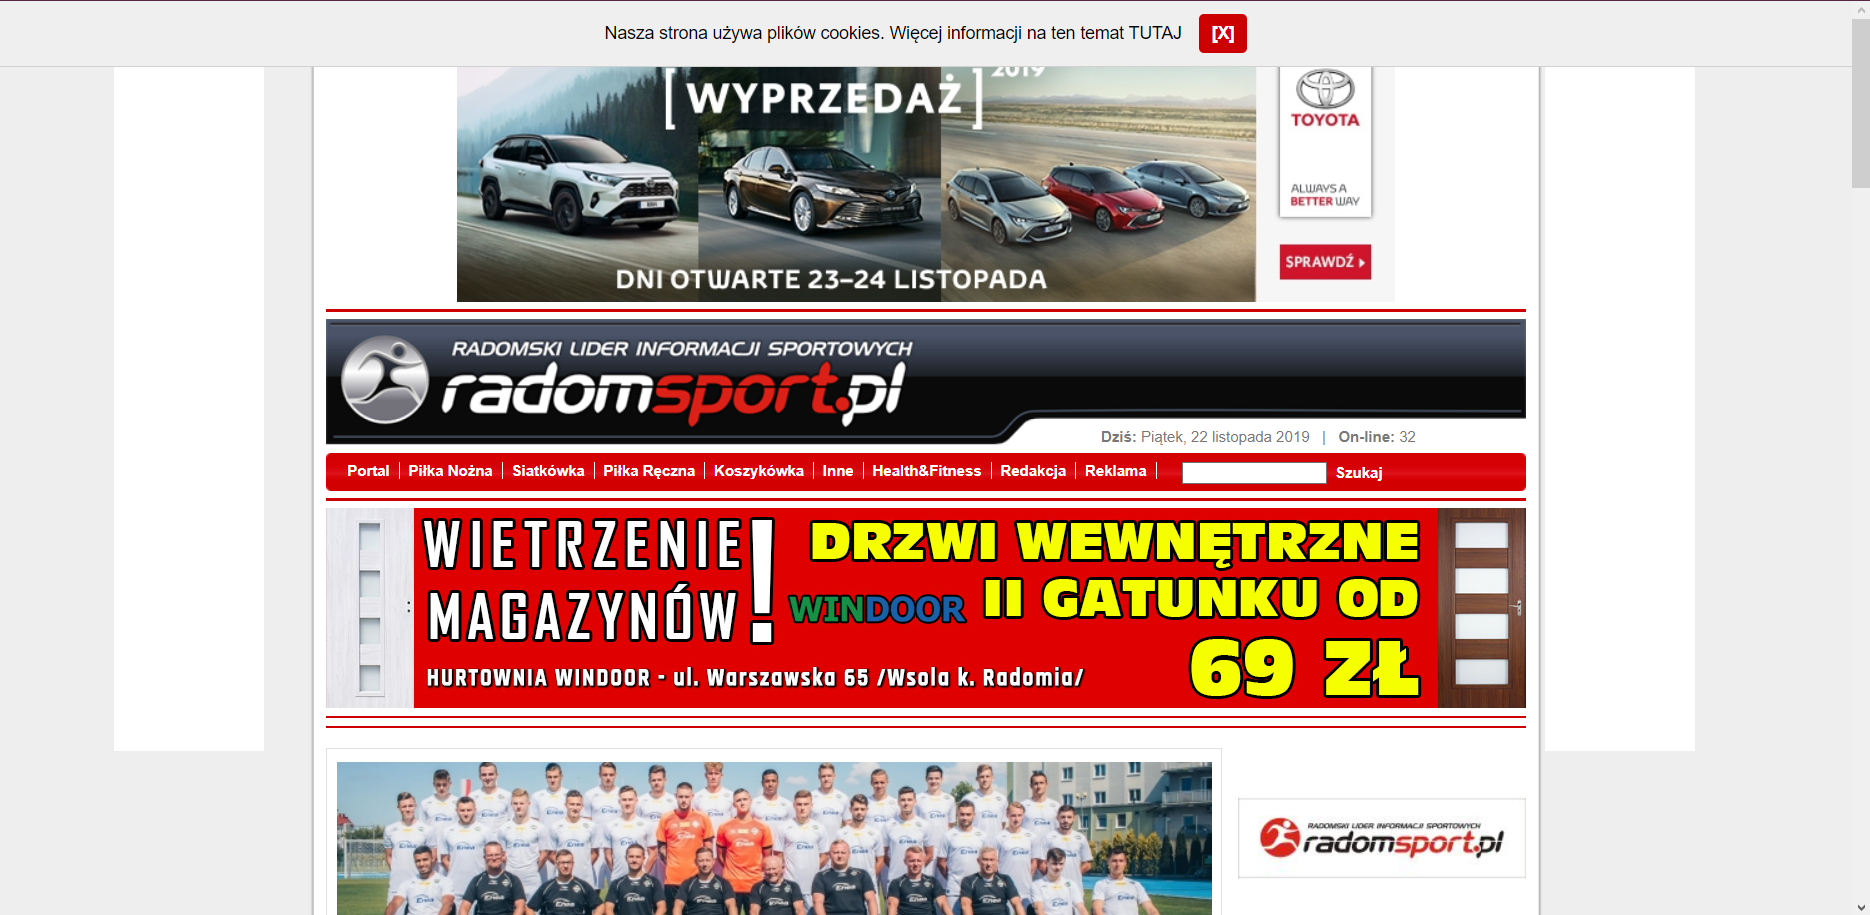 Nasza strona używa plików cookies. Więcej informacji na ten temat TUTAJ [X]
2019
[WYPRZEDAŻ]
TOYOTA
ALWAYS A
BETTER WAY
SPRAWDŹ
DNI OTWARTE 23–24 LISTOPADA
RADOMSKI LIDER INFORMACJI SPORTOWYCH
radomsport.pl
Dziś: Piątek, 22 listopada 2019 | On-line: 32
Portal | Piłka Nożna | Siatkówka | Piłka Ręczna | Koszykówka | Inne | Health&Fitness | Redakcja | Reklama | Szukaj
WIETRZENIE
MAGAZYNÓW!
DRZWI WEWNĘTRZNE
WINDOOR II GATUNKU OD
69 ZŁ
HURTOWNIA WINDOOR - ul. Warszawska 65 /Wsola k. Radomia/
RADOMSKI LIDER INFORMACJI SPORTOWYCH
radomsport.pl